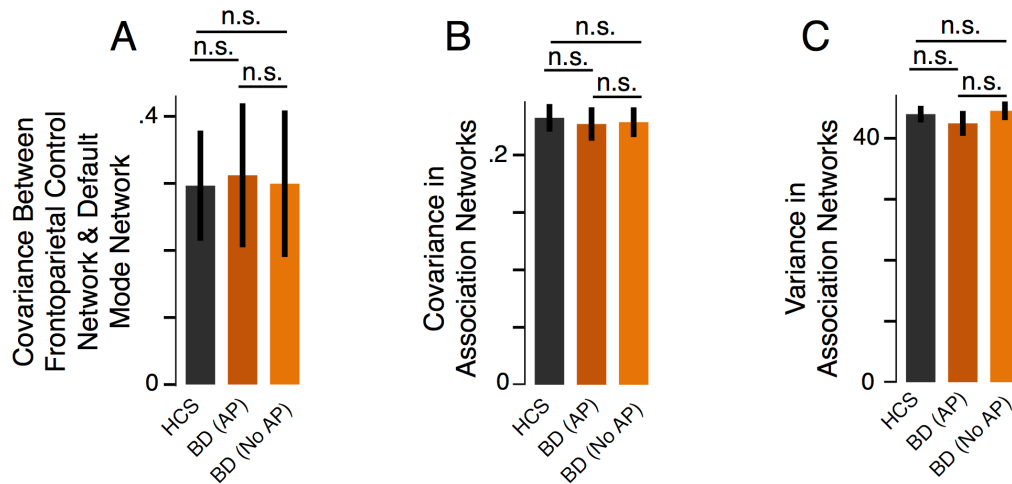 A
n.s.
n.s.
n.s.
Covariance Between
Frontoparietal Control
Network & Default
Mode Network
.4
0
HCS
BD (AP)
BD (No AP)
B
n.s.
n.s.
n.s.
Covariance in
Association Networks
.2
0
HCS
BD (AP)
BD (No AP)
C
n.s.
n.s.
n.s.
Variance in
Association Networks
40
0
HCS
BD (AP)
BD (No AP)